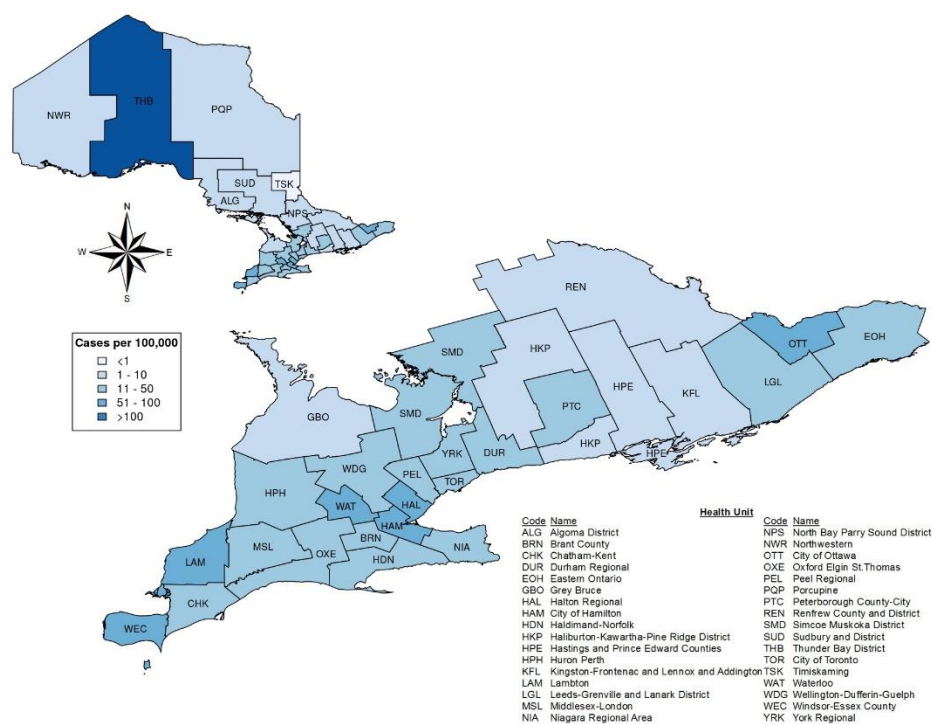 NWR
THB
PQP
SUD
TSK
ALG
NPS
N
W
E
S
REN
Cases per 100,000
<1
1 - 10
11 - 50
51 - 100
>100
SMD
HKP
OTT
EOH
HPE
KFL
LGL
PTC
GBO
SMD
HKP
HPE
YRK
DUR
WDG
PEL
TOR
HPH
WAT
HAL
HAM
BRN
MSL
OXE
HDN
NIA
LAM
CHK
WEC
Health Unit
Code Name Code Name
ALG Algoma District NPS North Bay Parry Sound District
BRN Brant County NWR Northwestern
CHK Chatham-Kent OTT City of Ottawa
DUR Durham Regional OXE Oxford Elgin St.Thomas
EOH Eastern Ontario PEL Peel Regional
GBO Grey Bruce PQP Porcupine
HAL Halton Regional PTC Peterborough County-City
HAM City of Hamilton REN Renfrew County and District
HDN Haldimand-Norfolk SMD Simcoe Muskoka District
HKP Haliburton-Kawartha-Pine Ridge District SUD Sudbury and District
HPE Hastings and Prince Edward Counties THB Thunder Bay District
HPH Huron Perth TOR City of Toronto
KFL Kingston-Frontenac and Lennox and Addington TSK Timiskaming
LAM Lambton WAT Waterloo
LGL Leeds-Grenville and Lanark District WDG Wellington-Dufferin-Guelph
MSL Middlesex-London WEC Windsor-Essex County
NIA Niagara Regional Area YRK York Regional